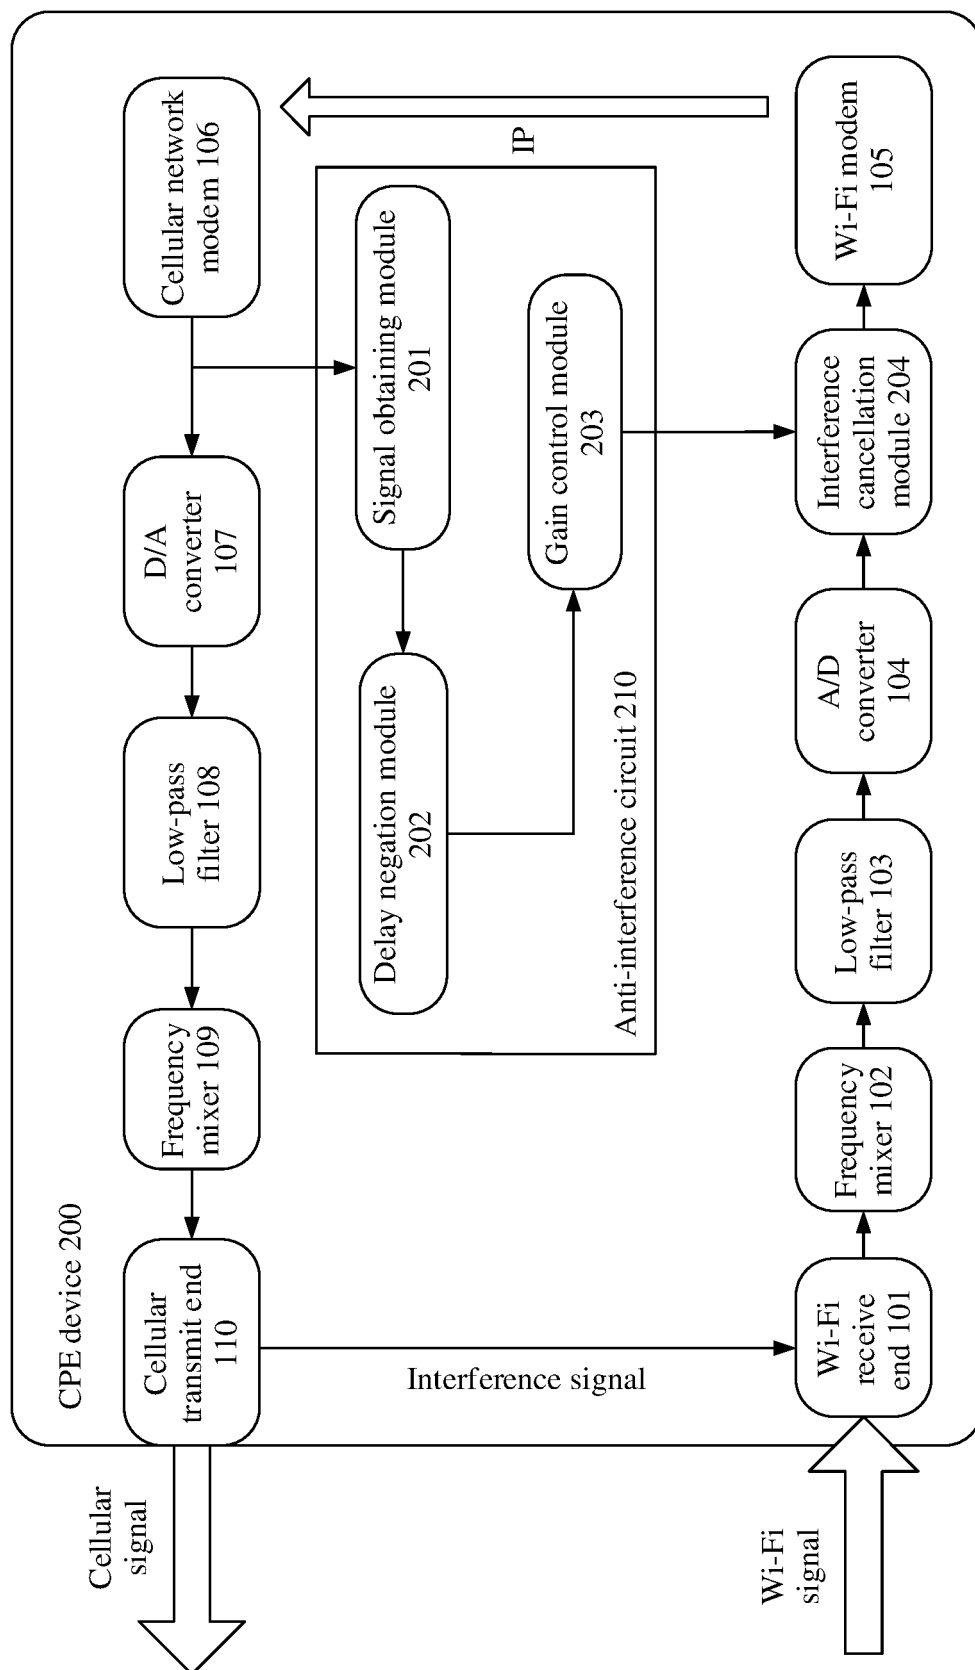 CPE device 200
Cellular
signal
Cellular
transmit end
110
Frequency
mixer 109
Low-pass
filter 108
D/A
converter
107
Cellular network
modem 106
Signal obtaining module
201
Delay negation module
202
Gain control module
203
Anti-interference circuit 210
IP
Interference signal
Wi-Fi
signal
Wi-Fi
receive
end 101
Frequency
mixer 102
Low-pass
filter 103
A/D
converter
104
Interference
cancellation
module 204
Wi-Fi modem
105